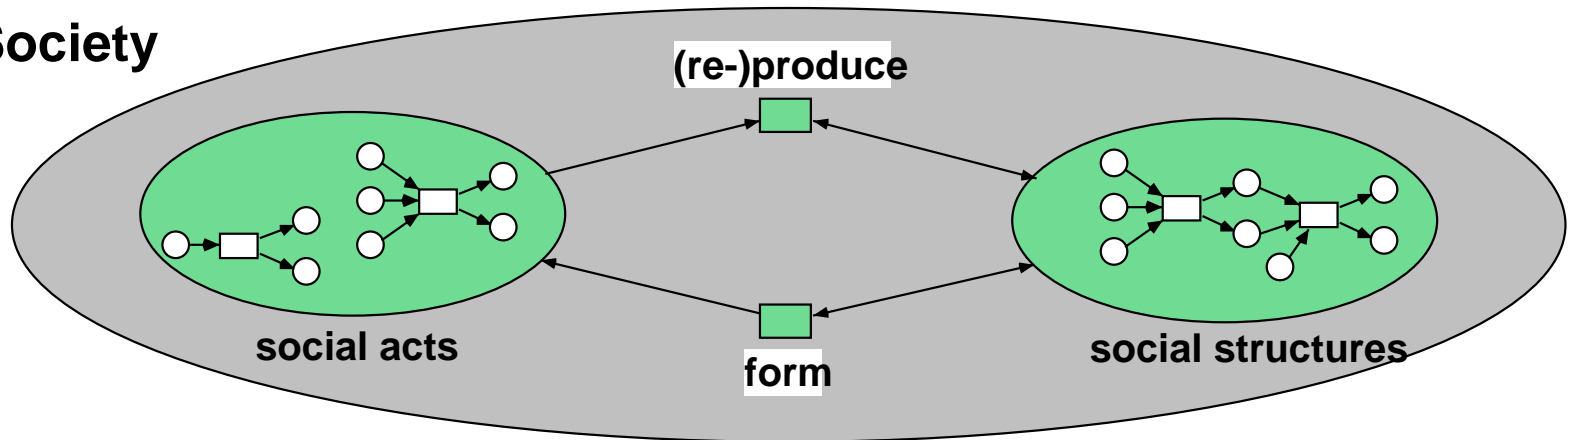 Society
(re-)produce
social acts
social structures
form